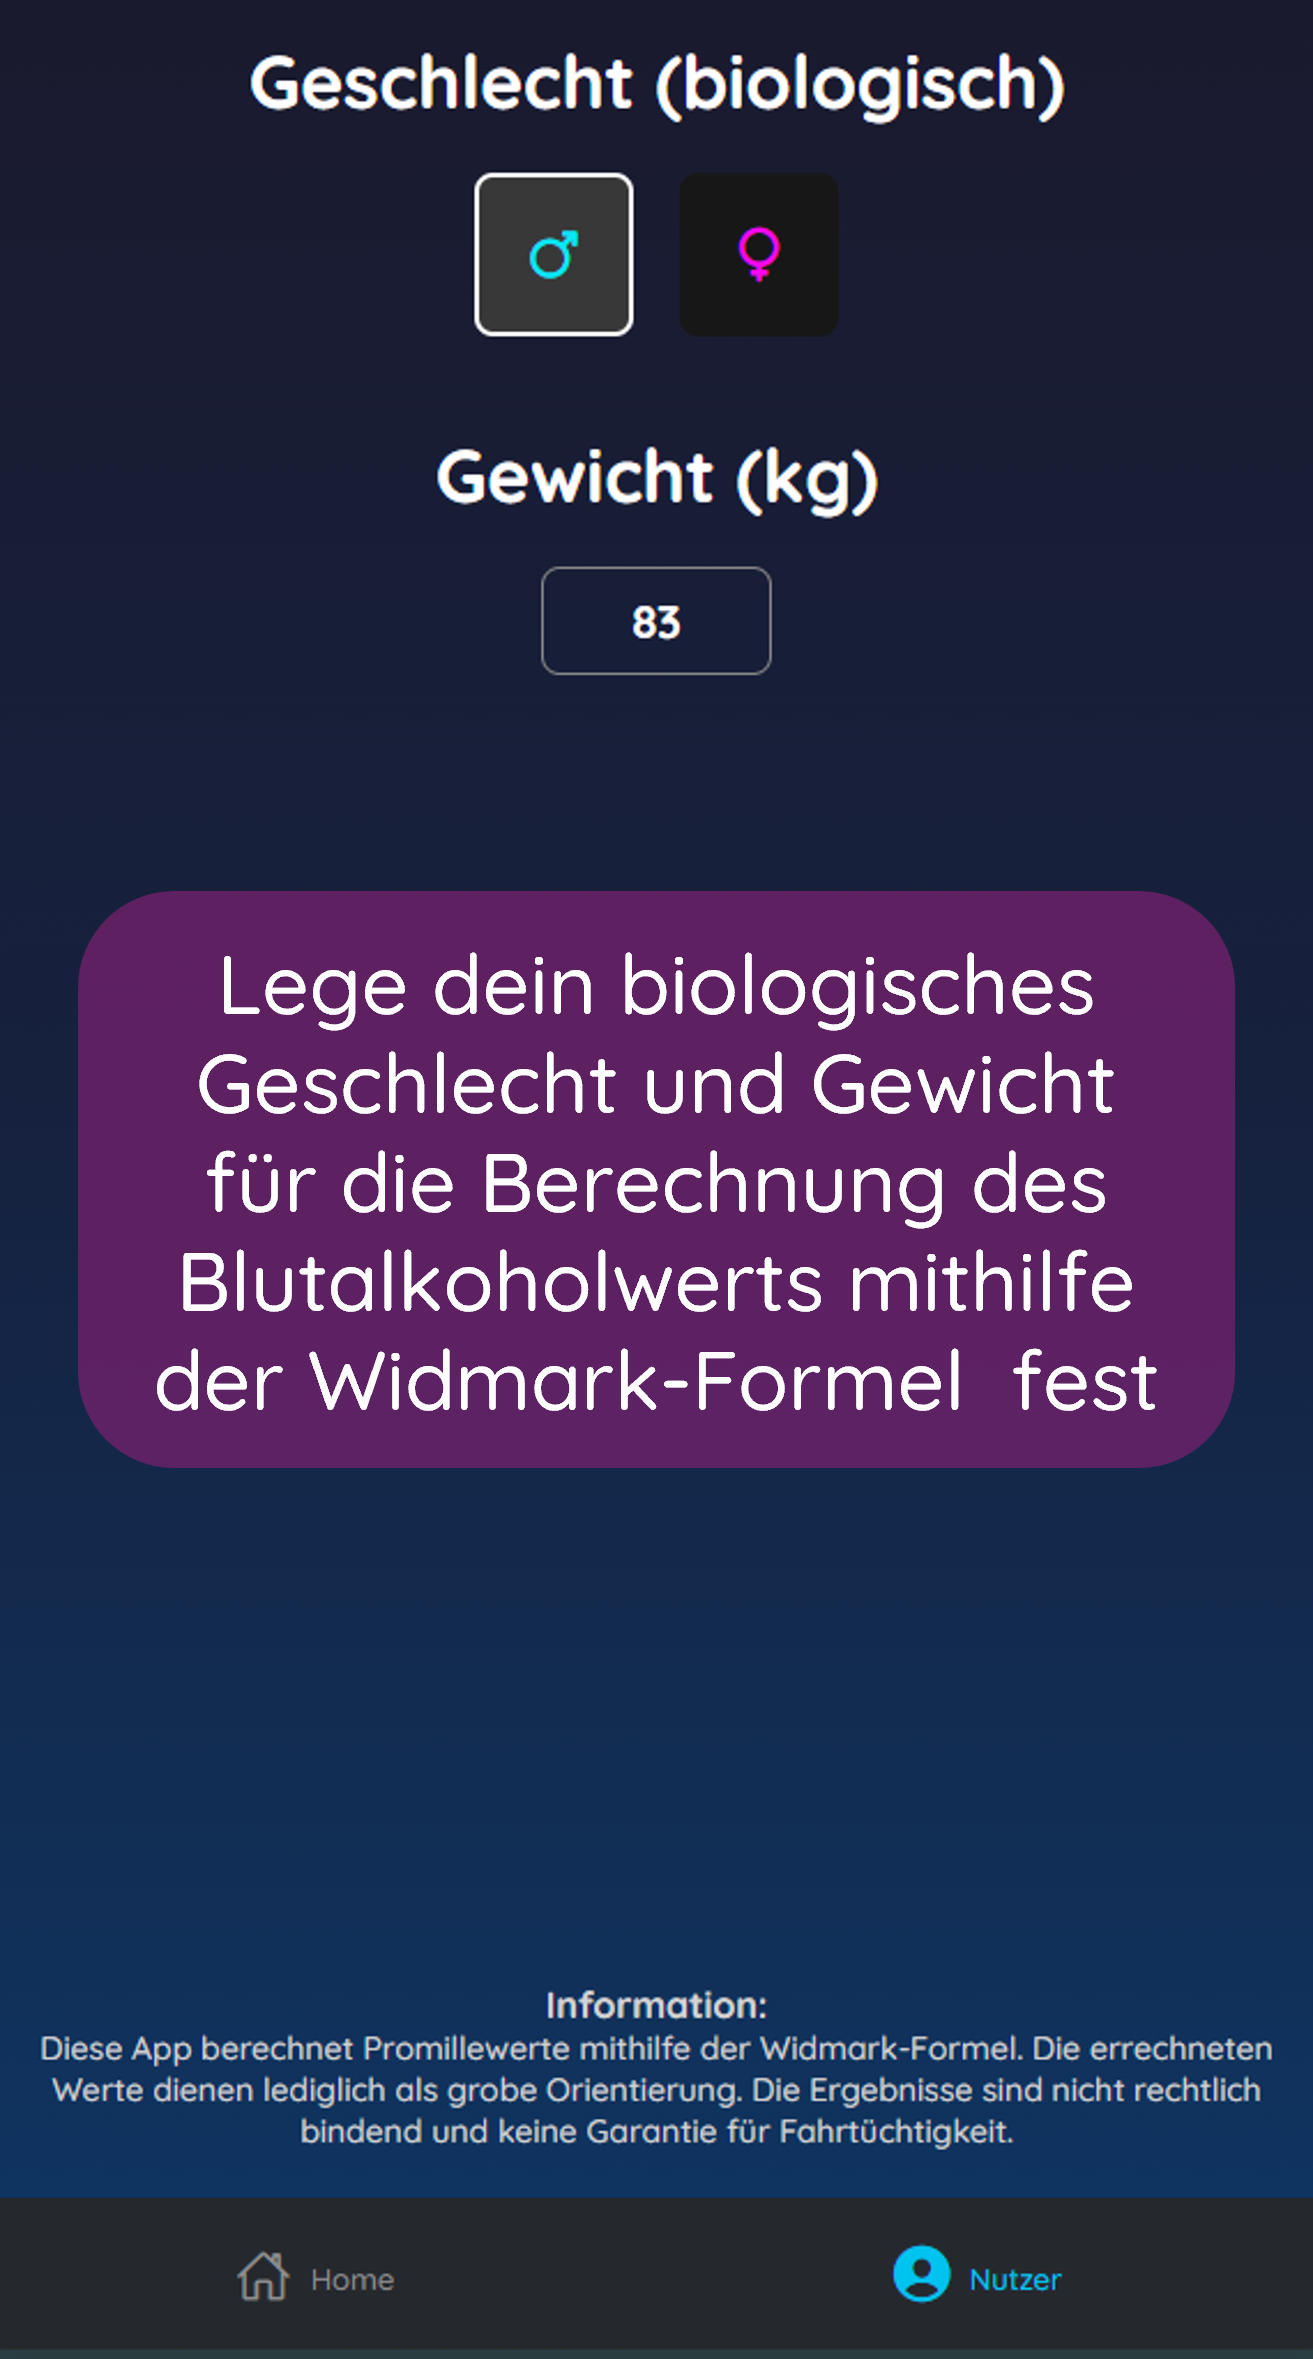 Geschlecht (biologisch)
Gewicht (kg)
83
Lege dein biologisches
Geschlecht und Gewicht
für die Berechnung des
Blutalkoholwerts mithilfe
der Widmark-Formel  fest
Information:
Diese App berechnet Promillewerte mithilfe der Widmark-Formel. Die errechneten
Werte dienen lediglich als grobe Orientierung. Die Ergebnisse sind nicht rechtlich
bindend und keine Garantie für Fahrtüchtigkeit.
Home
Nutzer